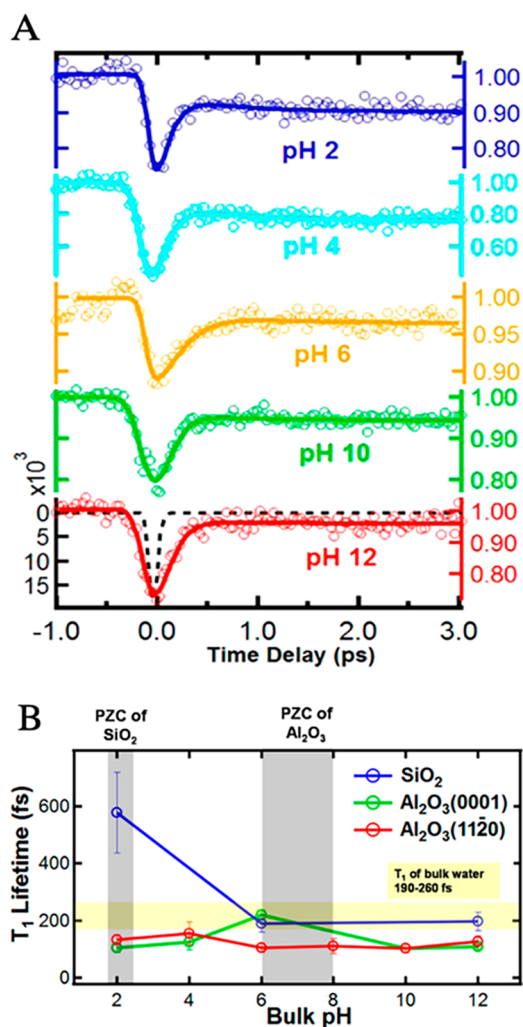 A
1.00
0.90
pH 2
0.80
1.00
0.80
pH 4
0.60
1.00
0.95
pH 6
0.90
1.00
0.90
pH 10
0.80
x10³
0
5
10
15
1.00
0.90
pH 12
0.80
-1.0 0.0 1.0 2.0 3.0
Time Delay (ps)
B
PZC of SiO₂
PZC of Al₂O₃
T₁ Lifetime (fs)
600
400
200
0
SiO₂
Al₂O₃(0001)
Al₂O₃(112̄0)
T₁ of bulk water
190-260 fs
2 4 6 8 10 12
Bulk pH